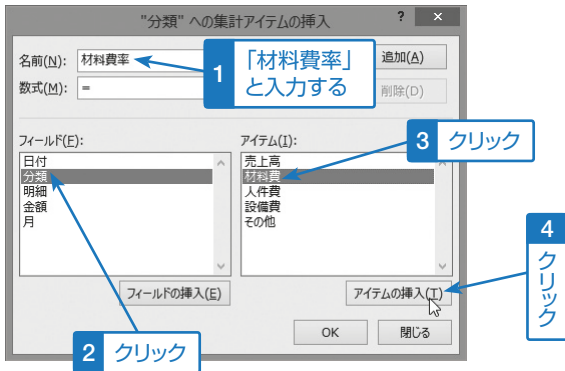 "分類" への集計アイテムの挿入 ? ×
名前(N): 材料費率
追加(A)
数式(M): =
削除(D)
1 「材料費率」
と入力する
フィールド(F):
日付
分類
明細
金額
月
フィールドの挿入(E)
2 クリック
アイテム(I):
売上高
材料費
人件費
設備費
その他
3 クリック
アイテムの挿入(T)
4 クリック
OK
閉じる